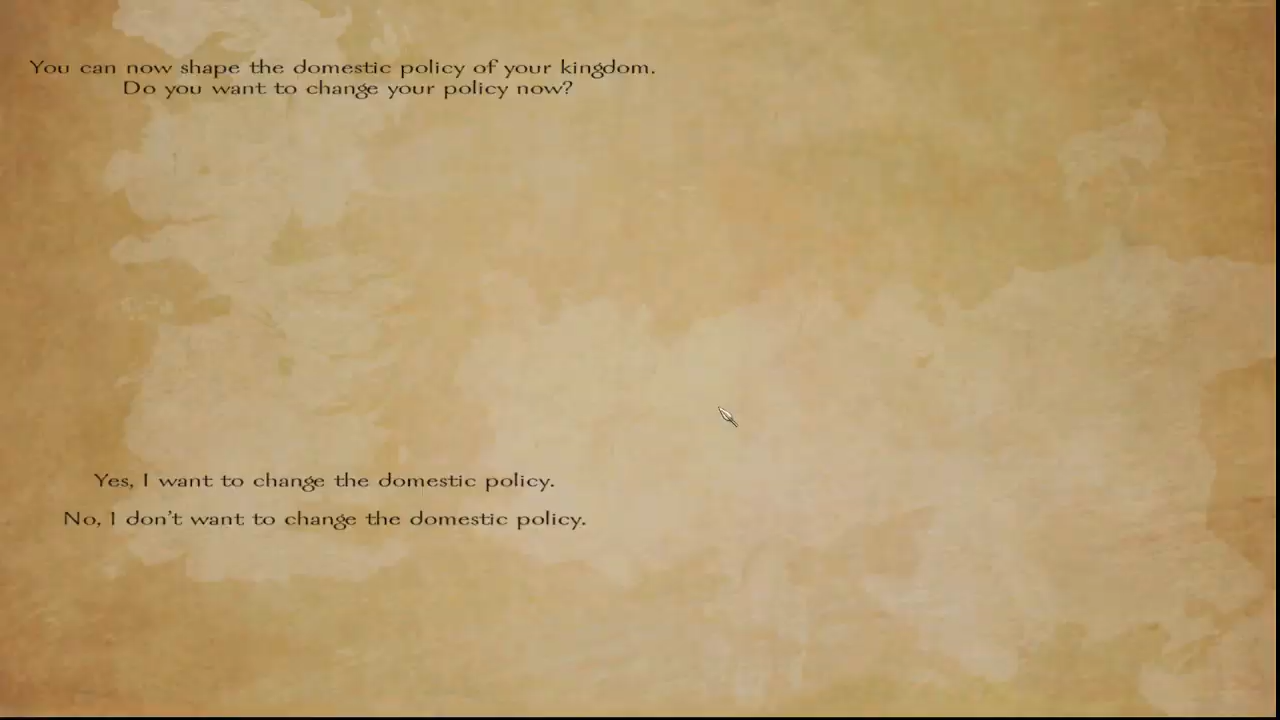 You can now shape the domestic policy of your kingdom.
Do you want to change your policy now?
Yes, I want to change the domestic policy.
No, I don't want to change the domestic policy.